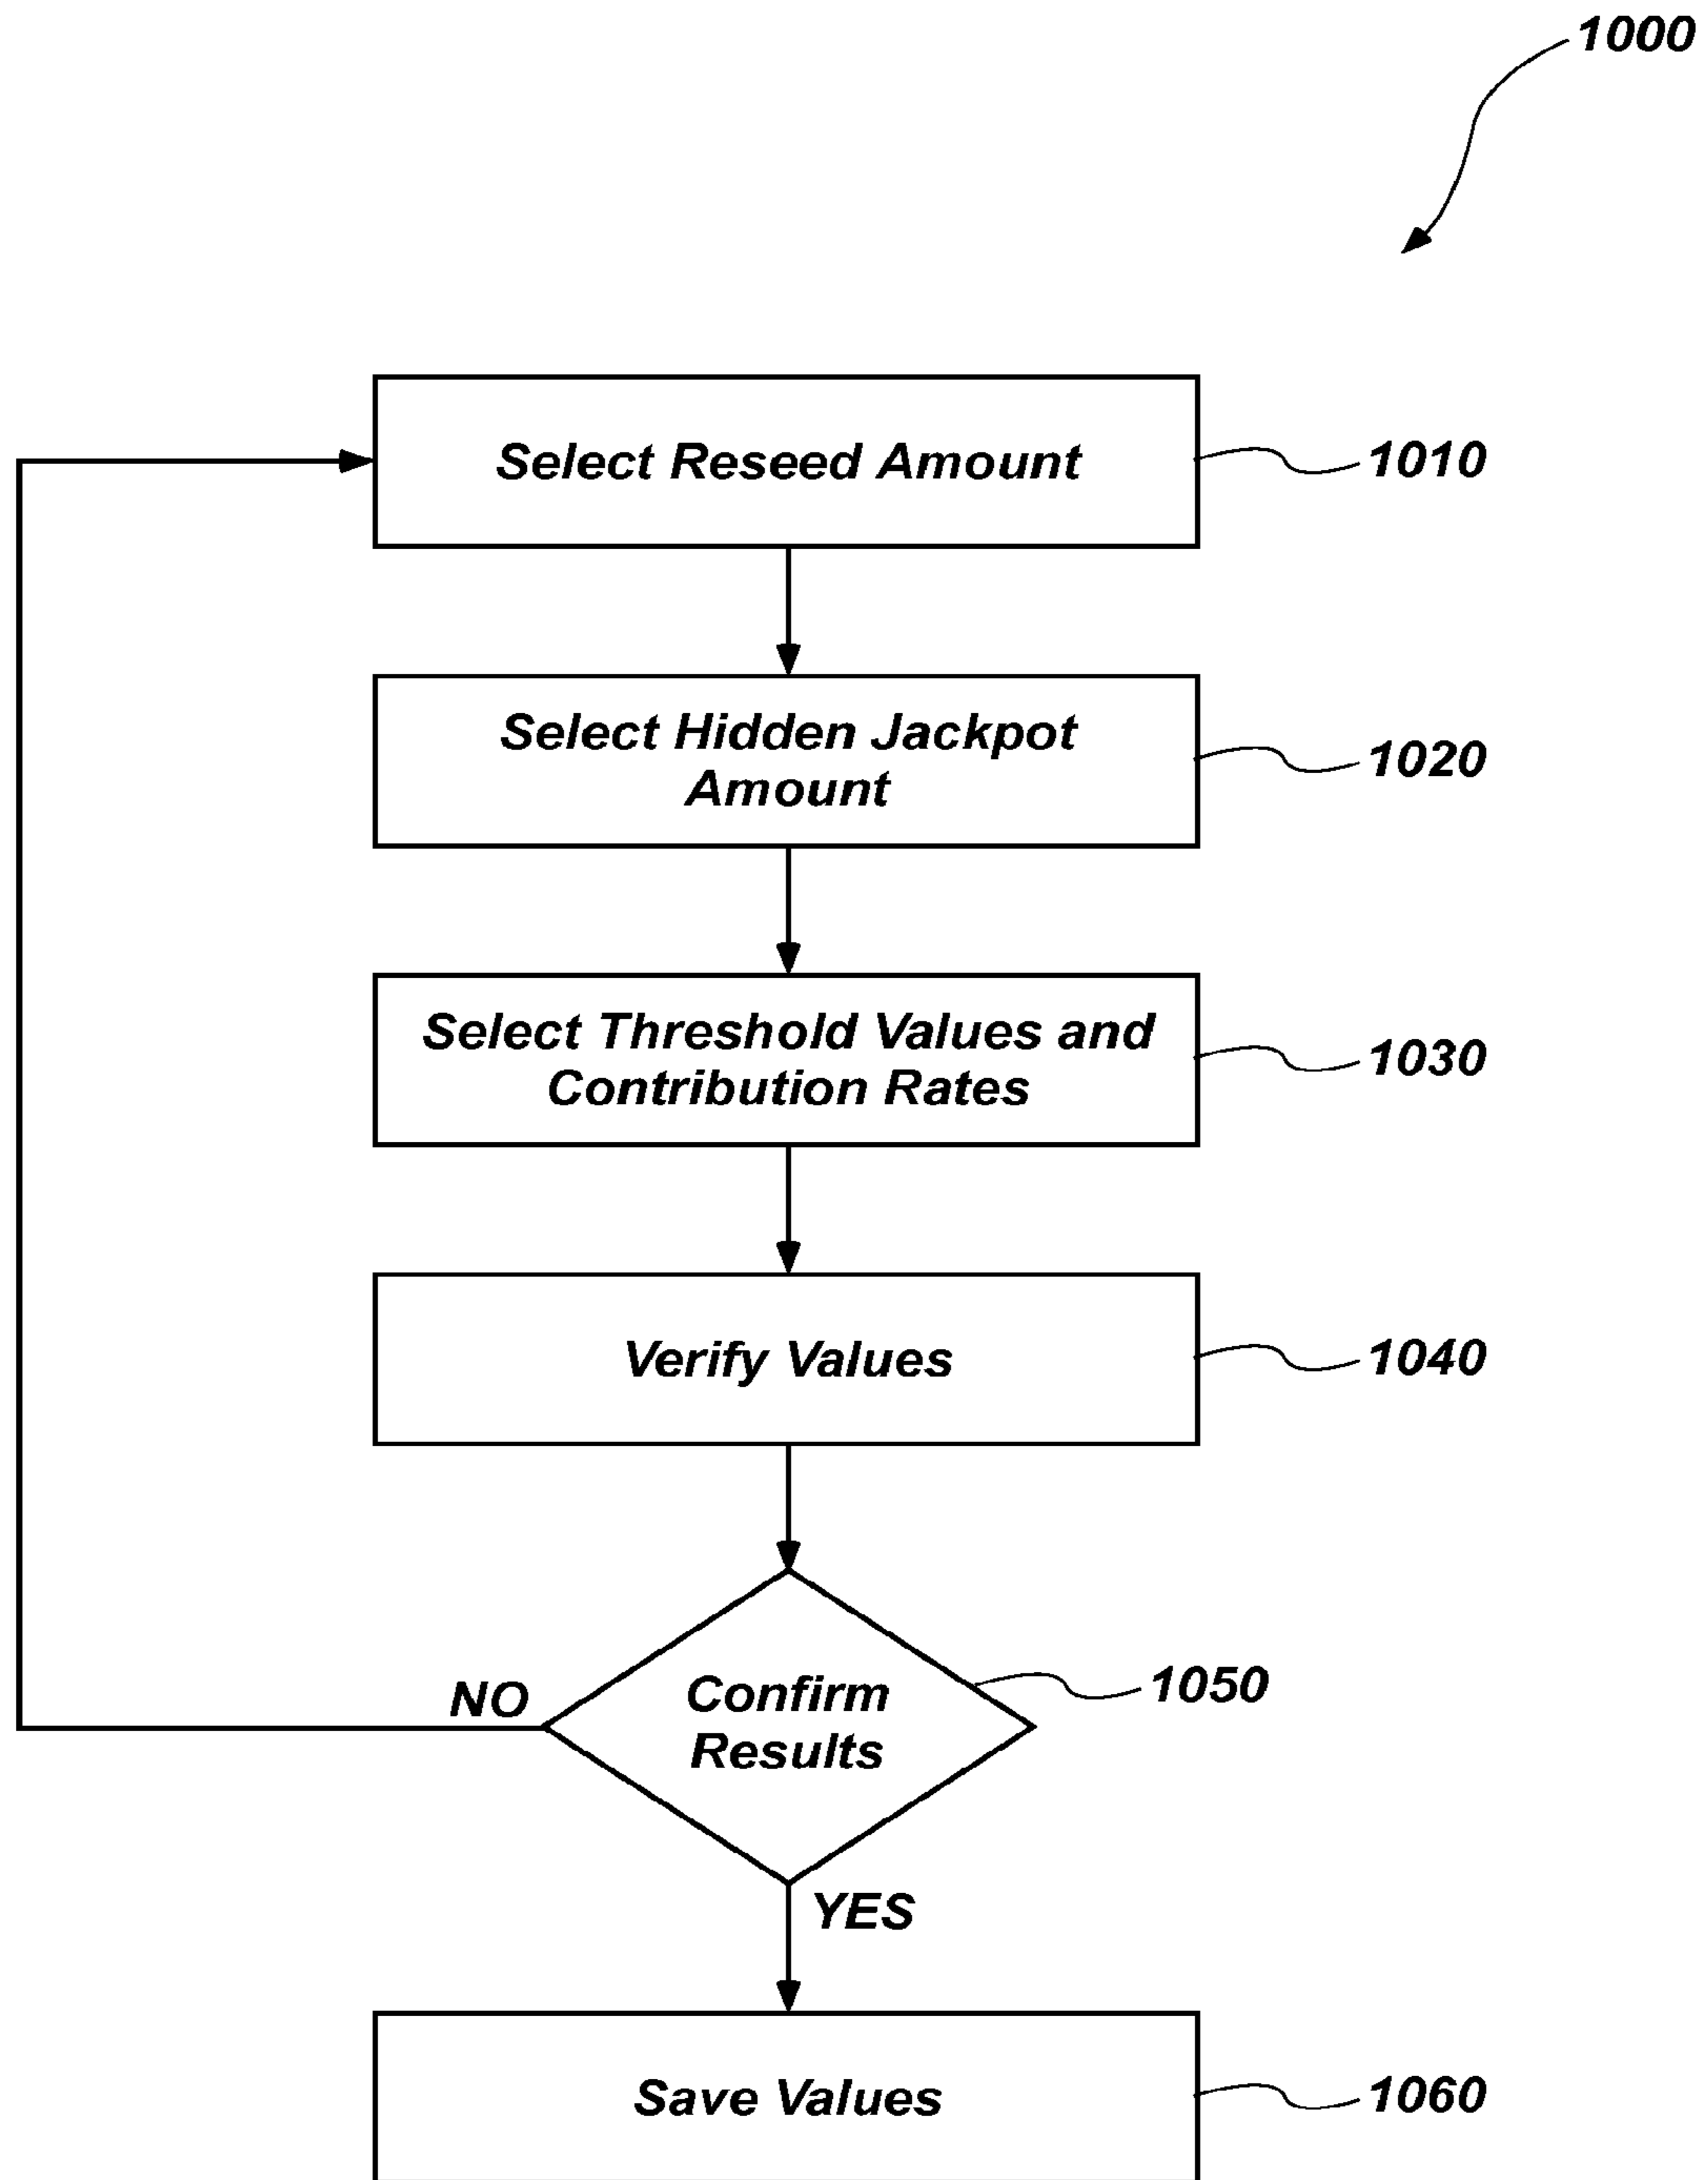 1000
Select Reseed Amount
1010
Select Hidden Jackpot
Amount
1020
Select Threshold Values and
Contribution Rates
1030
Verify Values
1040
Confirm
Results
1050
NO
YES
Save Values
1060